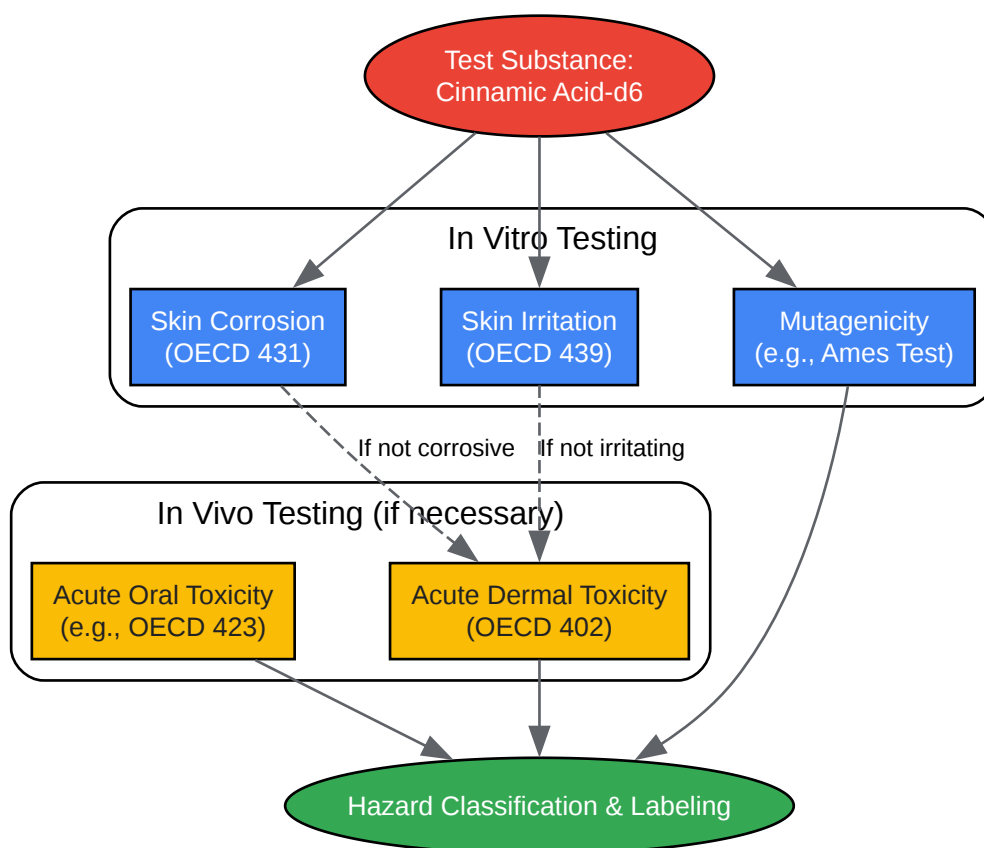 Test Substance:
Cinnamic Acid-d6
In Vitro Testing
Skin Corrosion
(OECD 431)
Skin Irritation
(OECD 439)
Mutagenicity
(e.g., Ames Test)
If not corrosive
If not irritating
In Vivo Testing (if necessary)
Acute Oral Toxicity
(e.g., OECD 423)
Acute Dermal Toxicity
(OECD 402)
Hazard Classification & Labeling